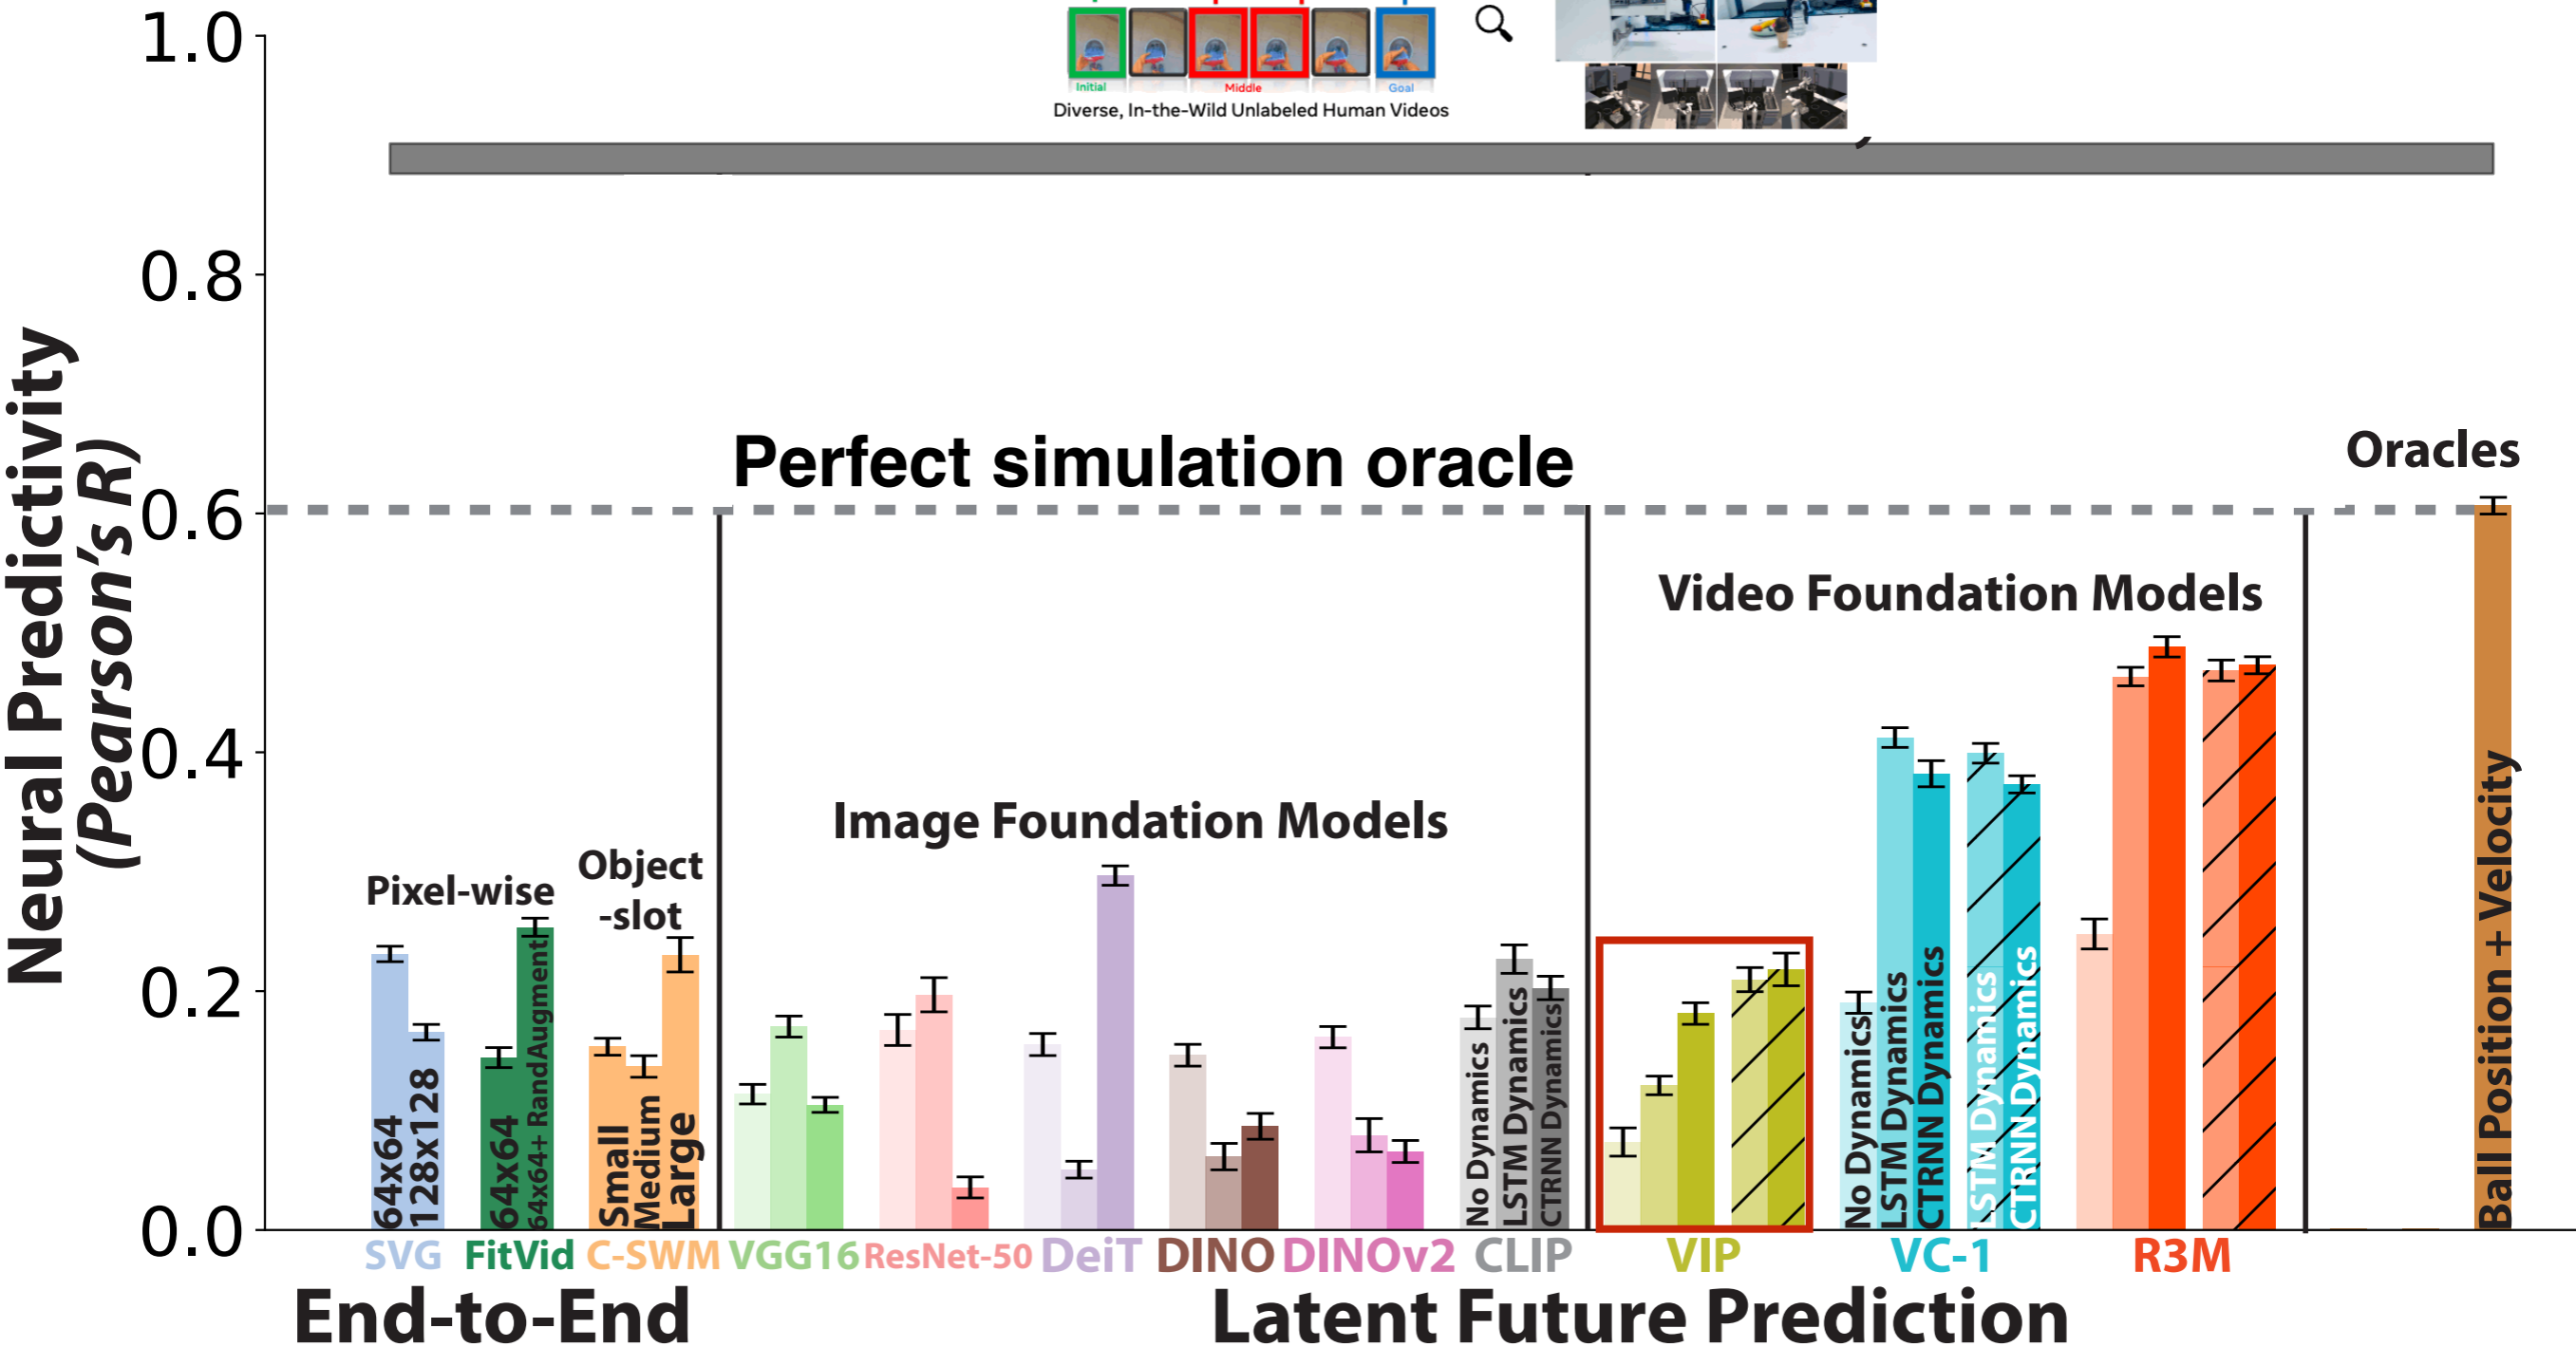 Initial
Middle
Goal
Diverse, In-the-Wild Unlabeled Human Videos
1.0
0.8
0.6
0.4
0.2
0.0
Neural Predictivity
(Pearson's R)
Perfect simulation oracle
Oracles
Video Foundation Models
Image Foundation Models
Pixel-wise
Object
-slot
64x64
128x128
64x64
64x64+ RandAugment
Small
Medium
Large
No Dynamics
LSTM Dynamics
CTRNN Dynamics
No Dynamics
LSTM Dynamics
CTRNN Dynamics
LSTM Dynamics
CTRNN Dynamics
Ball Position + Velocity
SVG
FitVid
C-SWM
VGG16
ResNet-50
DeiT
DINO
DINOv2
CLIP
VIP
VC-1
R3M
End-to-End
Latent Future Prediction